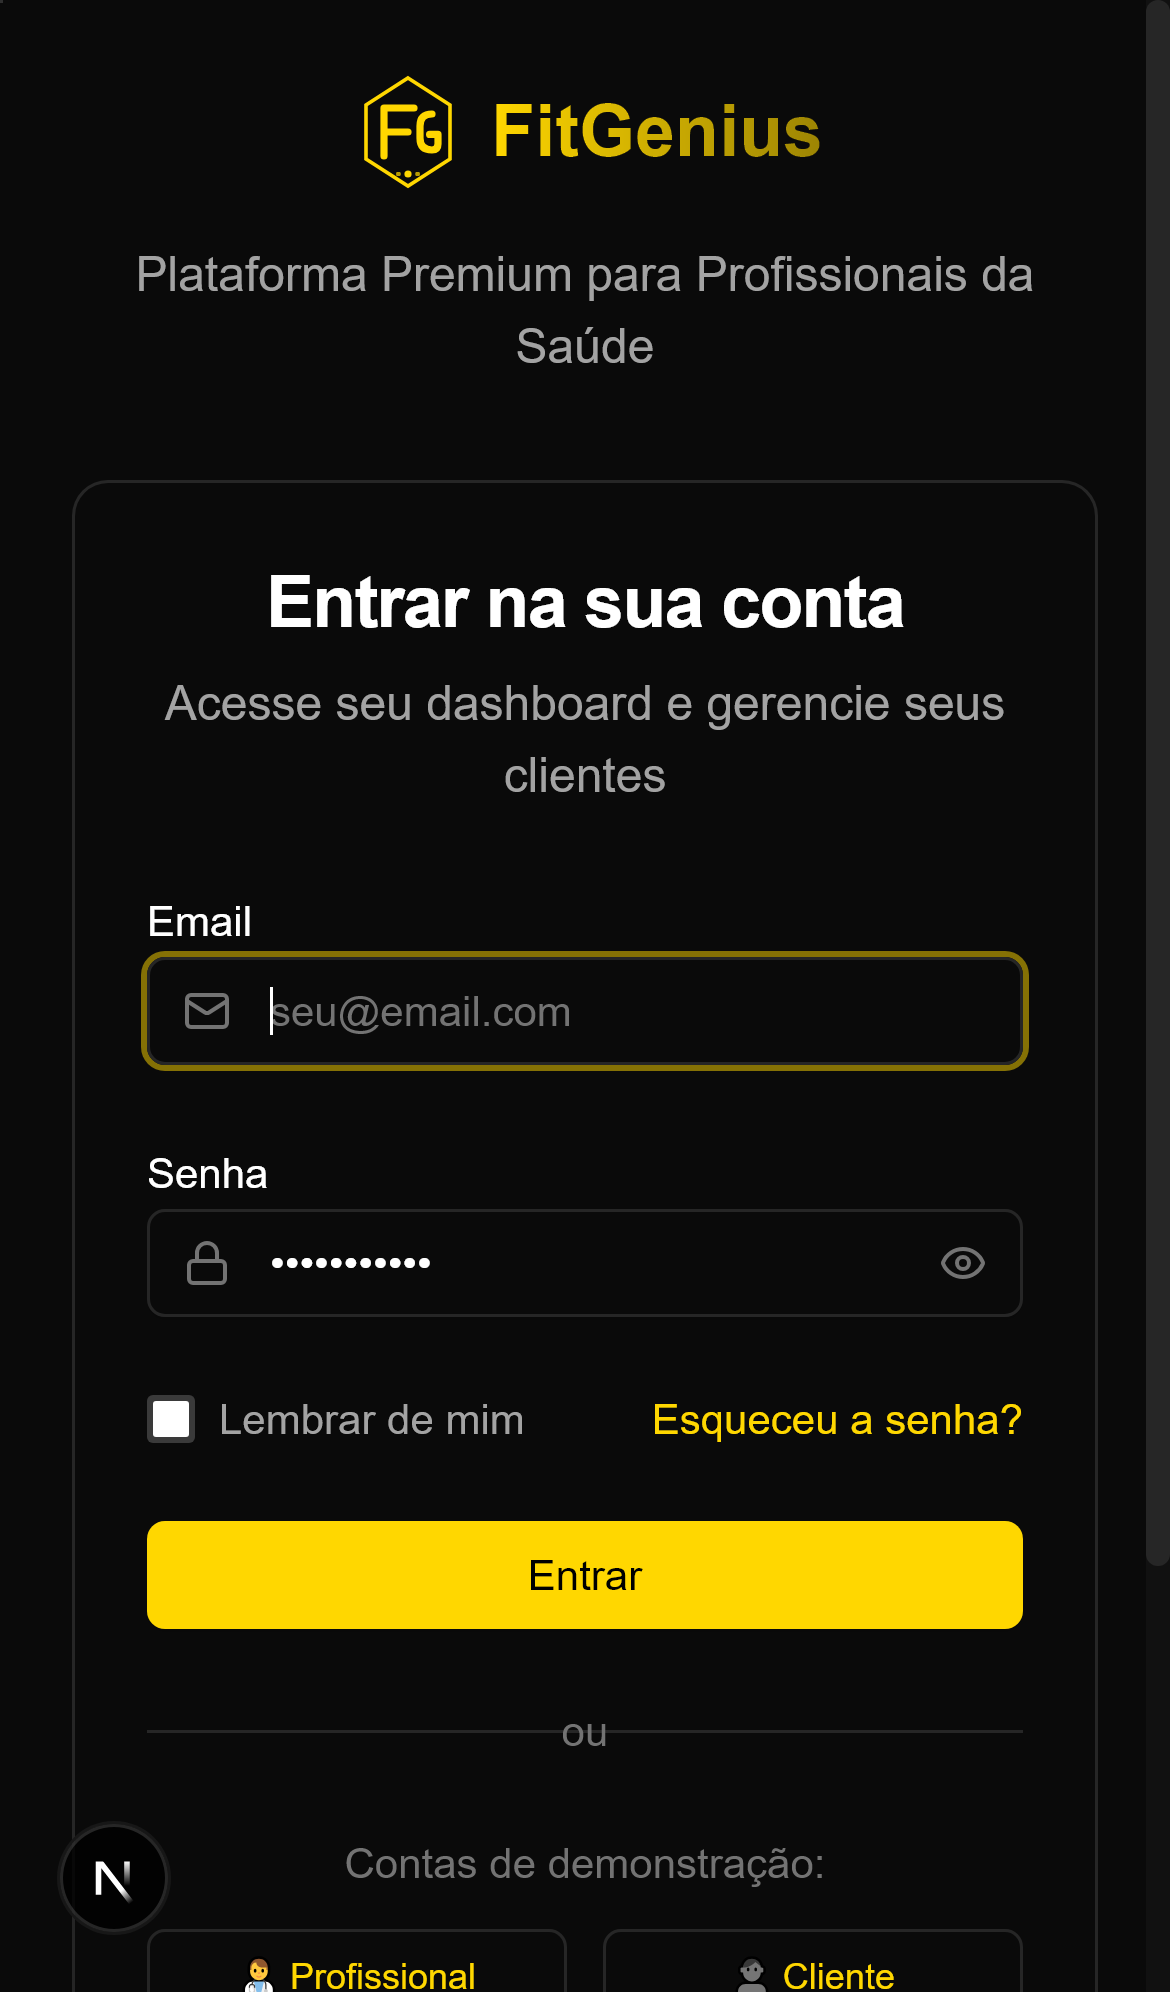 FG FitGenius
Plataforma Premium para Profissionais da
Saúde
Entrar na sua conta
Acesse seu dashboard e gerencie seus
clientes
Email
seu@email.com
Senha
•••••••••••
Lembrar de mim Esqueceu a senha?
Entrar
ou
N
Contas de demonstração:
Profissional Cliente